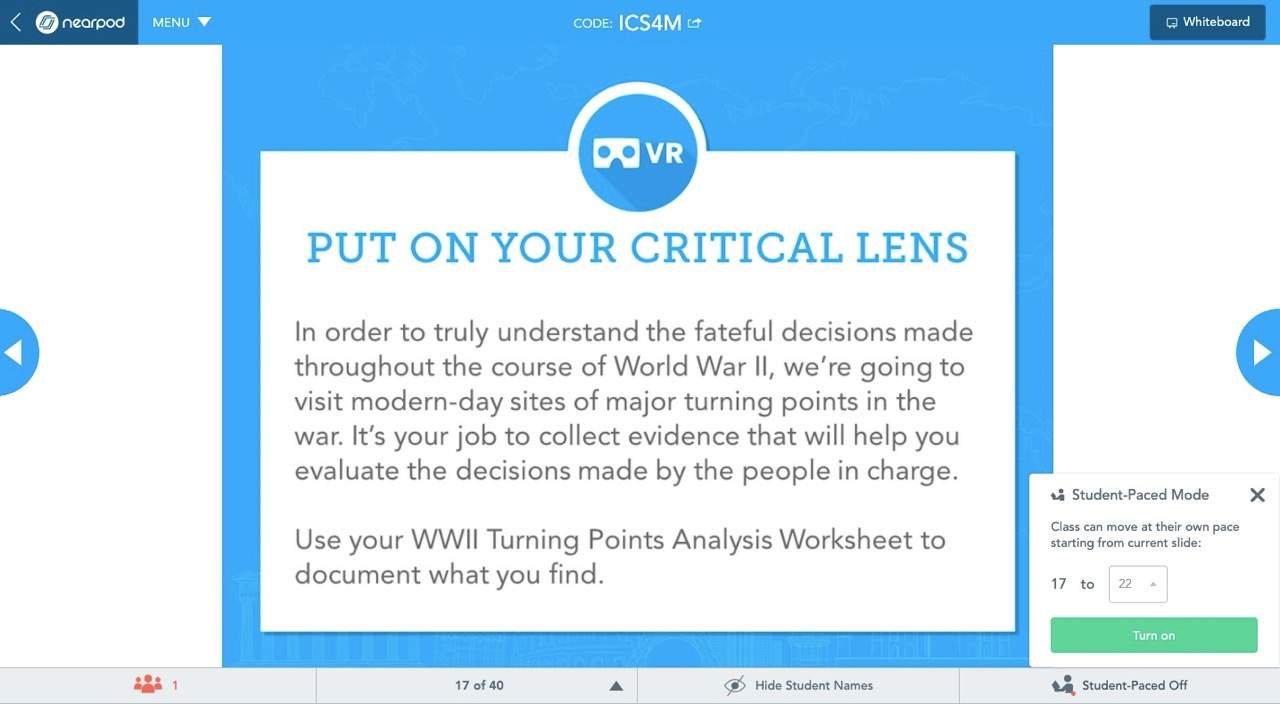 nearpod
MENU
CODE: ICS4M
Whiteboard
VR
PUT ON YOUR CRITICAL LENS
In order to truly understand the fateful decisions made
throughout the course of World War II, we’re going to
visit modern-day sites of major turning points in the
war. It’s your job to collect evidence that will help you
evaluate the decisions made by the people in charge.
Use your WWII Turning Points Analysis Worksheet to
document what you find.
Student-Paced Mode
Class can move at their own pace
starting from current slide:
17 to 22
Turn on
1
17 of 40
Hide Student Names
Student-Paced Off